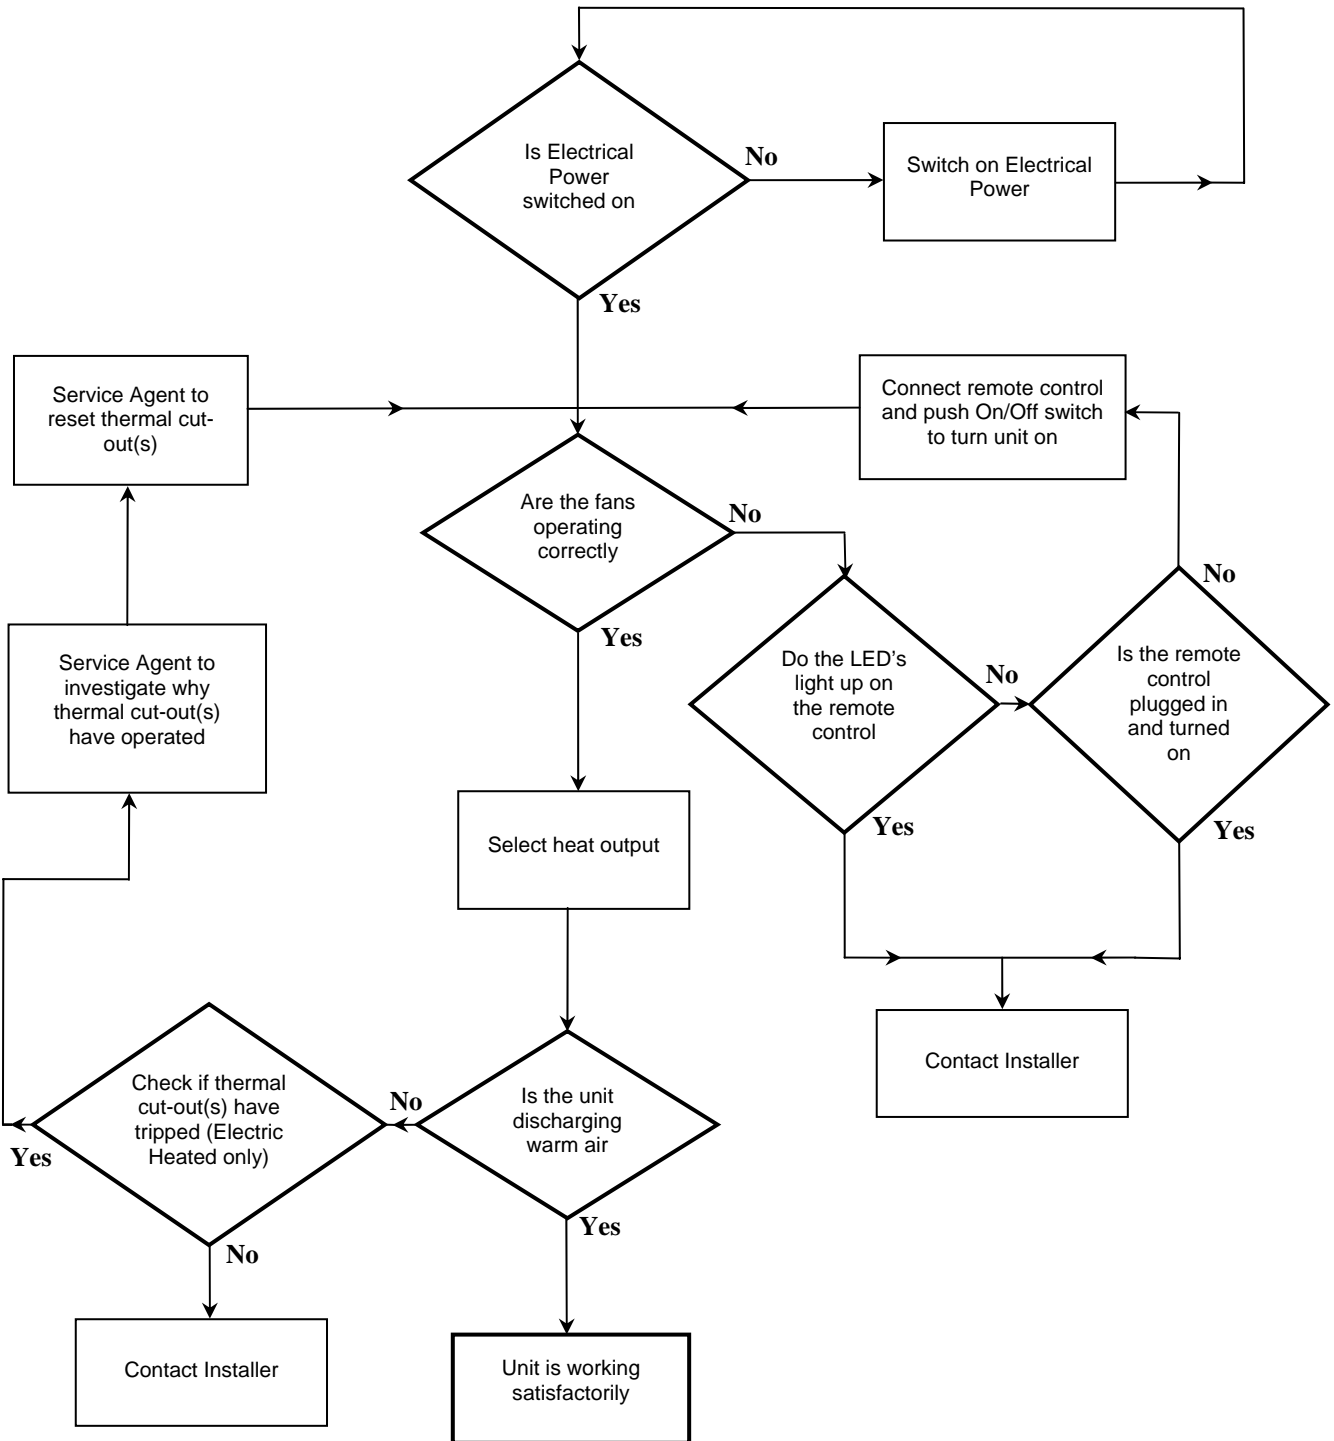 Is Electrical
Power
switched on
No
Switch on Electrical
Power
Yes
Service Agent to
reset thermal cut-
out(s)
Connect remote control
and push On/Off switch
to turn unit on
Are the fans
operating
correctly
No
Yes
No
Service Agent to
investigate why
thermal cut-out(s)
have operated
Do the LED's
light up on
the remote
control
No
Is the remote
control
plugged in
and turned
on
Yes
Yes
Select heat output
Contact Installer
Check if thermal
cut-out(s) have
tripped (Electric
Heated only)
No
Is the unit
discharging
warm air
Yes
No
Yes
Contact Installer
Unit is working
satisfactorily